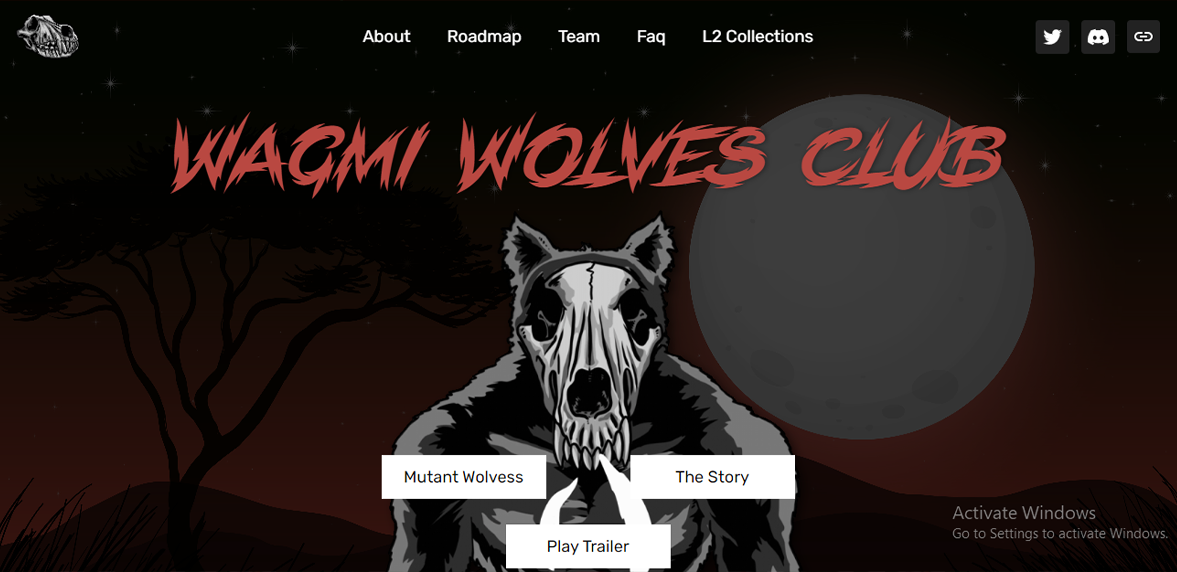 About Roadmap Team Faq L2 Collections
WAGMI WOLVES CLUB
Mutant Wolvess The Story
Play Trailer
Activate Windows
Go to Settings to activate Windows.